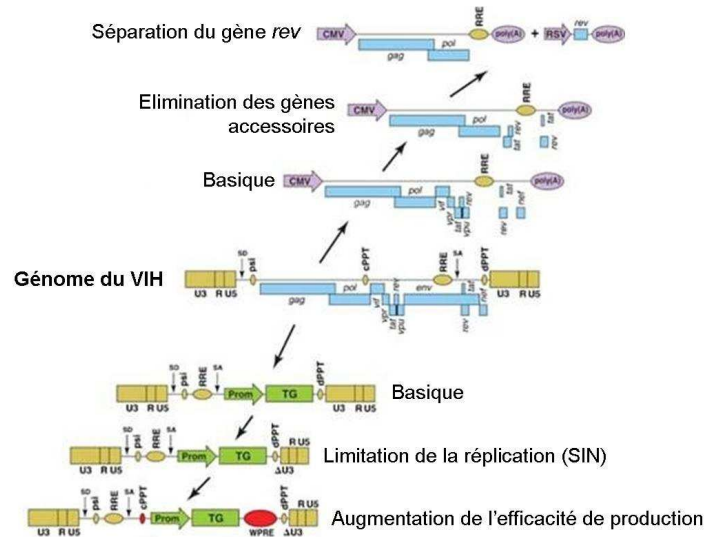 Séparation du gène rev
CMV
gag
pol
RRE
poly(A)
+
RSV
rev
poly(A)
Elimination des gènes
accessoires
CMV
gag
pol
tat
rev
RRE
tat
rev
poly(A)
Basique
CMV
gag
pol
vif
vpr
tat
vpu
rev
RRE
tat
rev
nef
poly(A)
Génome du VIH
U3 R U5
SD
psi
gag
pol
cPPT
vif
vpr
tat
vpu
rev
env
RRE
SA
tat
rev
nef
dPPT
U3 R U5
U3 R U5
SD
psi
RRE
SA
Prom
TG
dPPT
U3 R U5
Basique
U3 R U5
SD
psi
RRE
SA
Prom
TG
dPPT
R U5
ΔU3
Limitation de la réplication (SIN)
U3 R U5
SD
psi
RRE
SA
cPPT
Prom
TG
WPRE
dPPT
R U5
ΔU3
Augmentation de l'efficacité de production